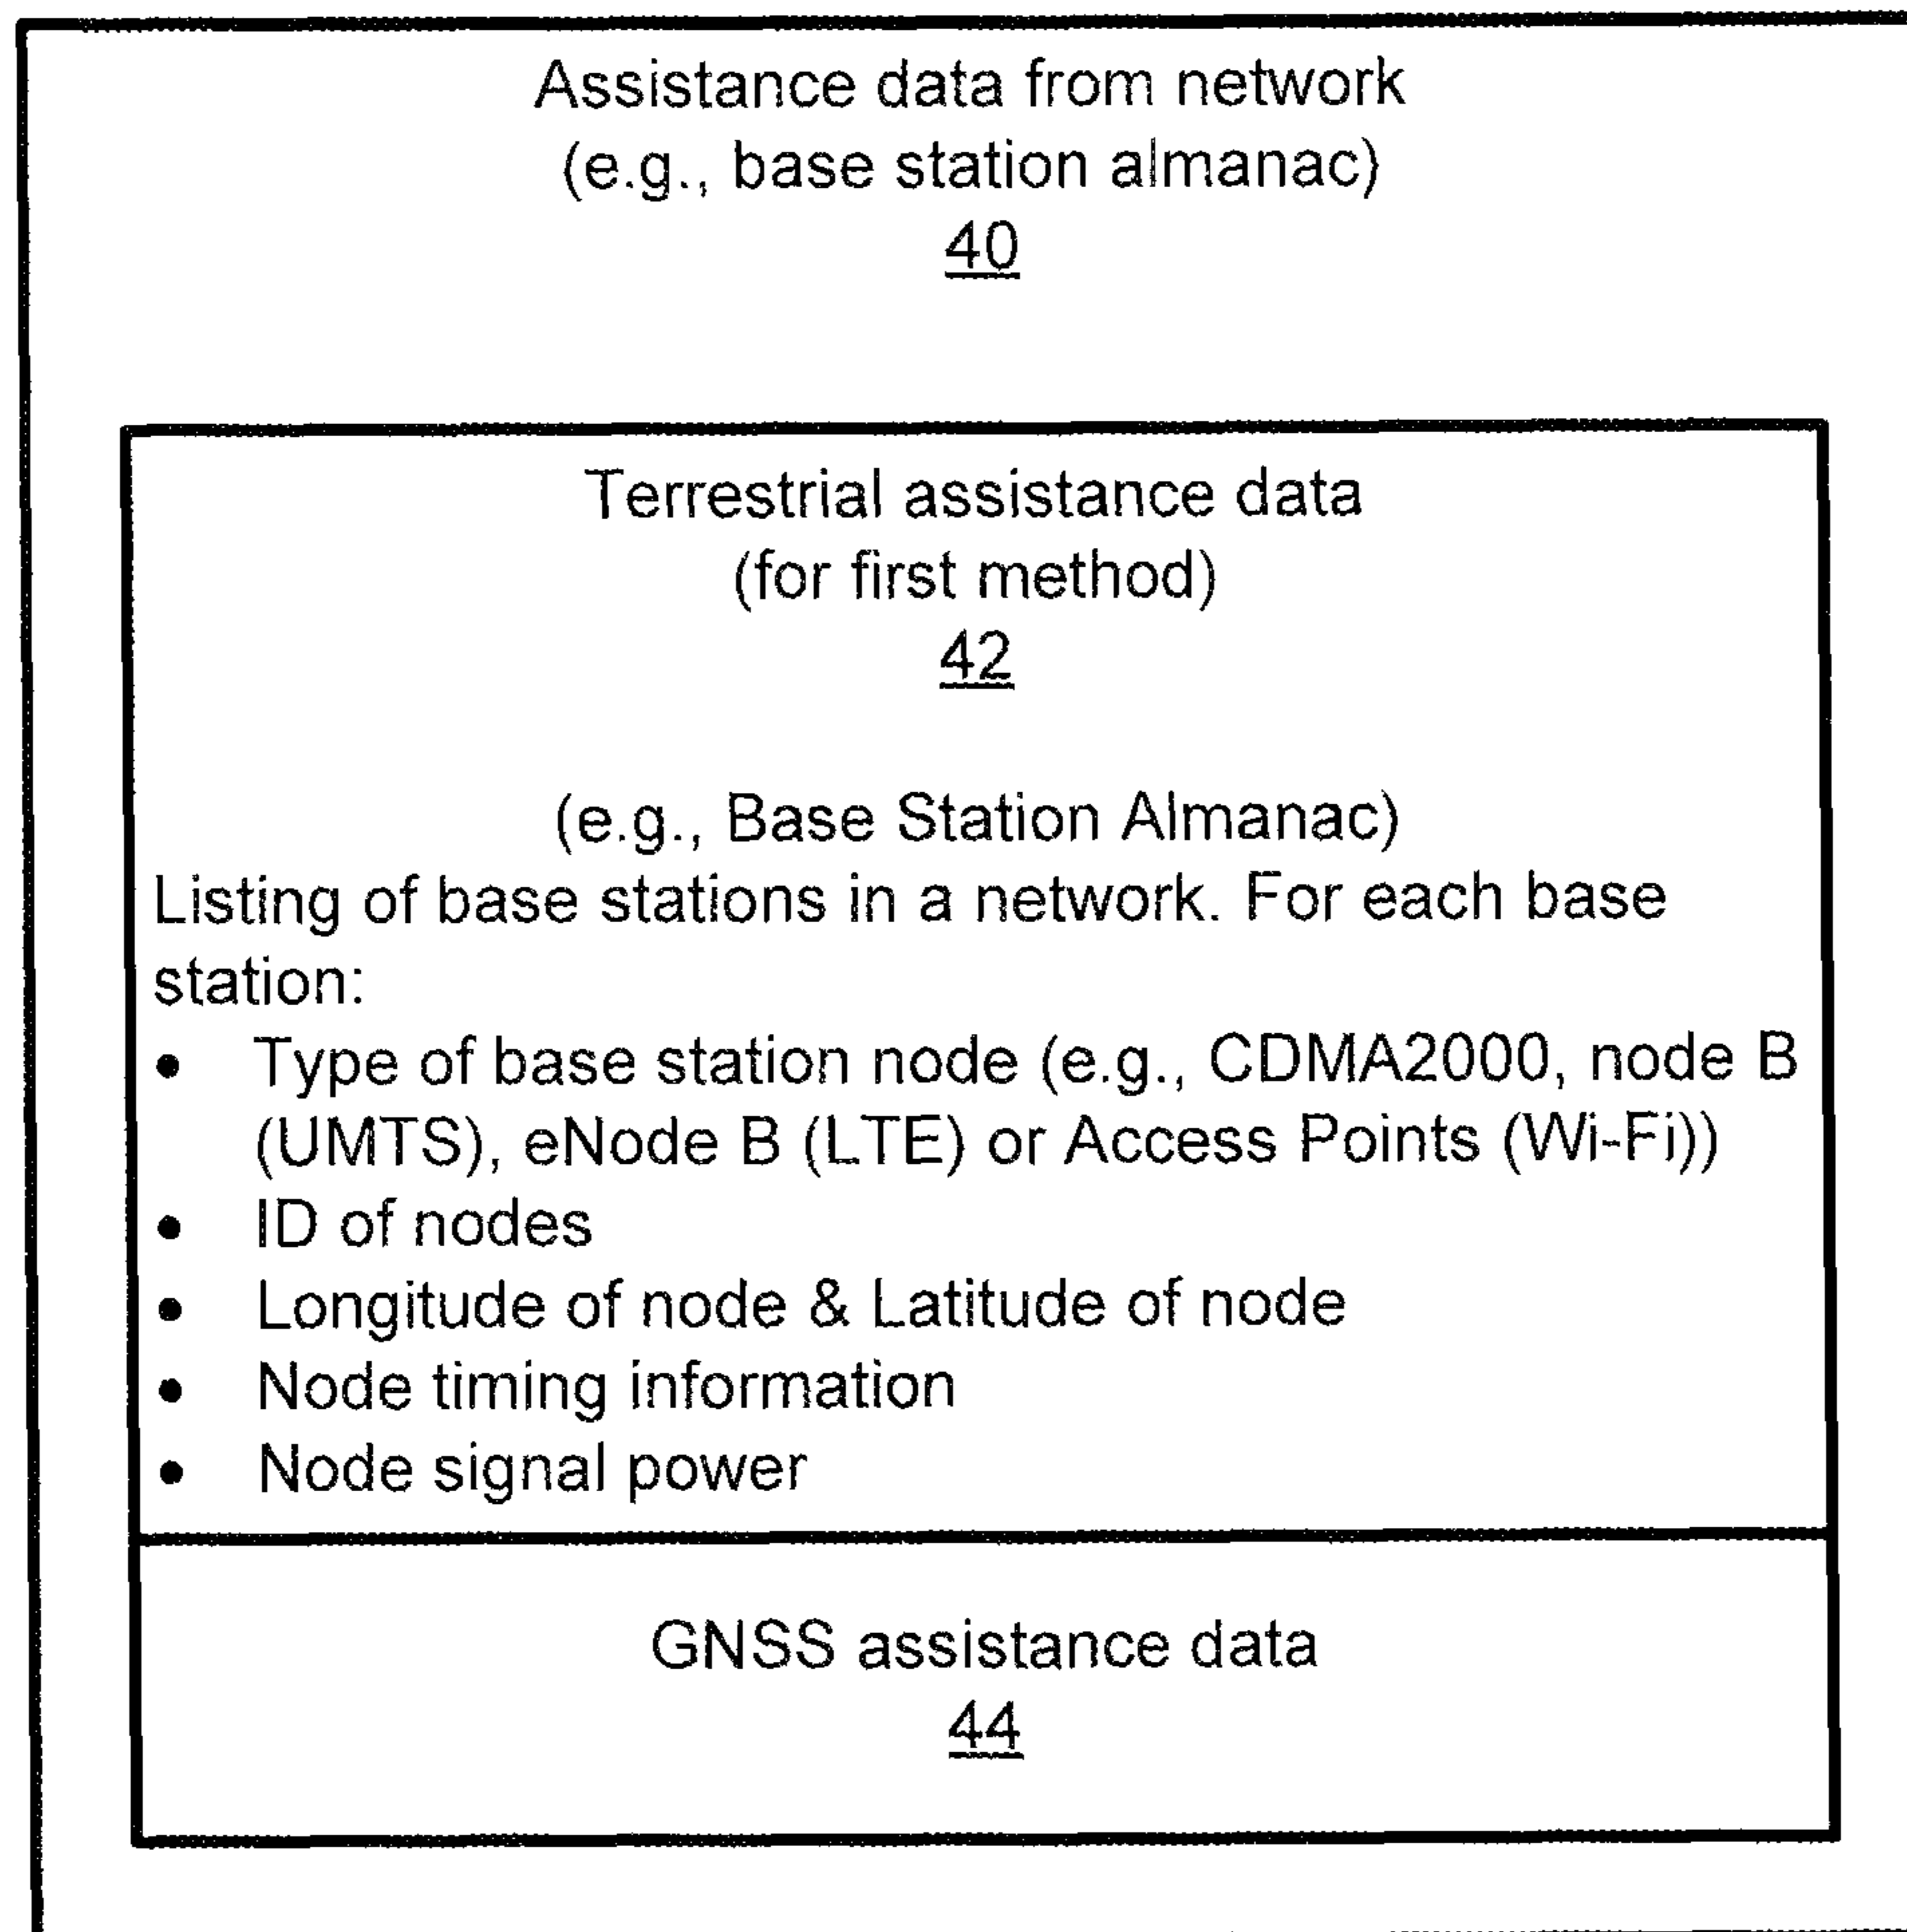 Assistance data from network
(e.g., base station almanac)
40
Terrestrial assistance data
(for first method)
42
(e.g., Base Station Almanac)
Listing of base stations in a network. For each base
station:
• Type of base station node (e.g., CDMA2000, node B
(UMTS), eNode B (LTE) or Access Points (Wi-Fi))
• ID of nodes
• Longitude of node & Latitude of node
• Node timing information
• Node signal power
GNSS assistance data
44